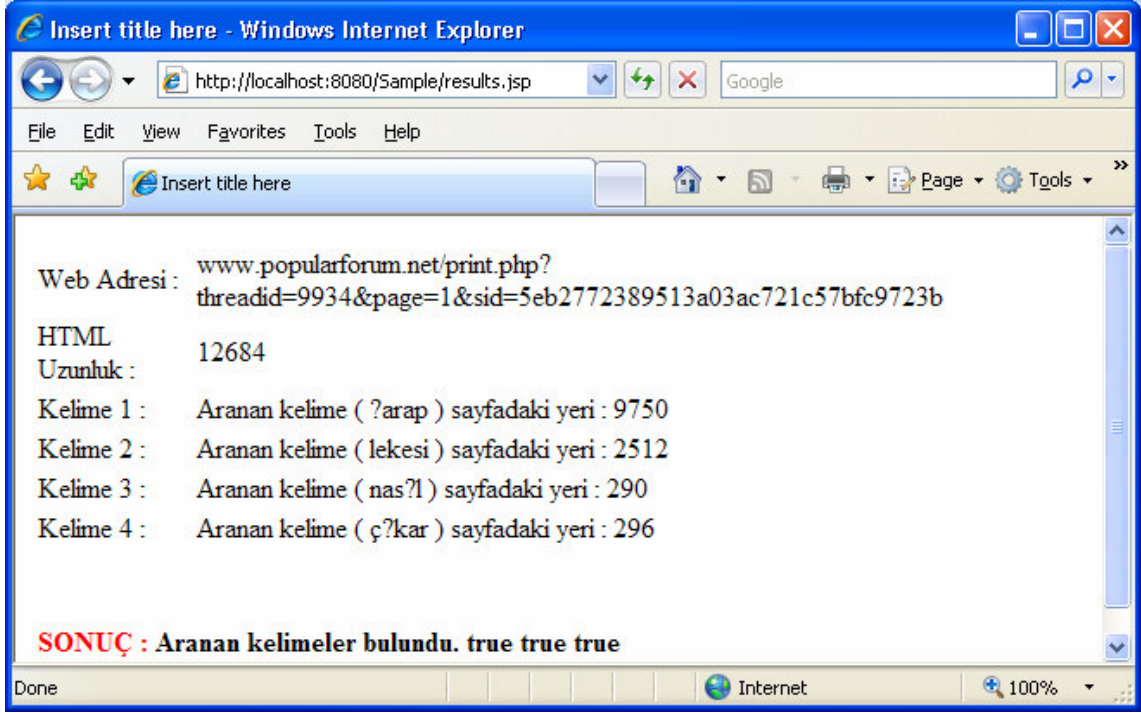 Insert title here - Windows Internet Explorer
http://localhost:8080/Sample/results.jsp
Google
File Edit View Favorites Tools Help
Insert title here
Page
Tools
»
Web Adresi :
www.popularforum.net/print.php?
threadid=9934&page=1&sid=5eb2772389513a03ac721c57bfc9723b
HTML
Uzunluk :
12684
Kelime 1 : Aranan kelime ( ?arap ) sayfadaki yeri : 9750
Kelime 2 : Aranan kelime ( lekesi ) sayfadaki yeri : 2512
Kelime 3 : Aranan kelime ( nas?l ) sayfadaki yeri : 290
Kelime 4 : Aranan kelime ( ç?kar ) sayfadaki yeri : 296
SONUÇ : Aranan kelimeler bulundu. true true true
Done
Internet
100%